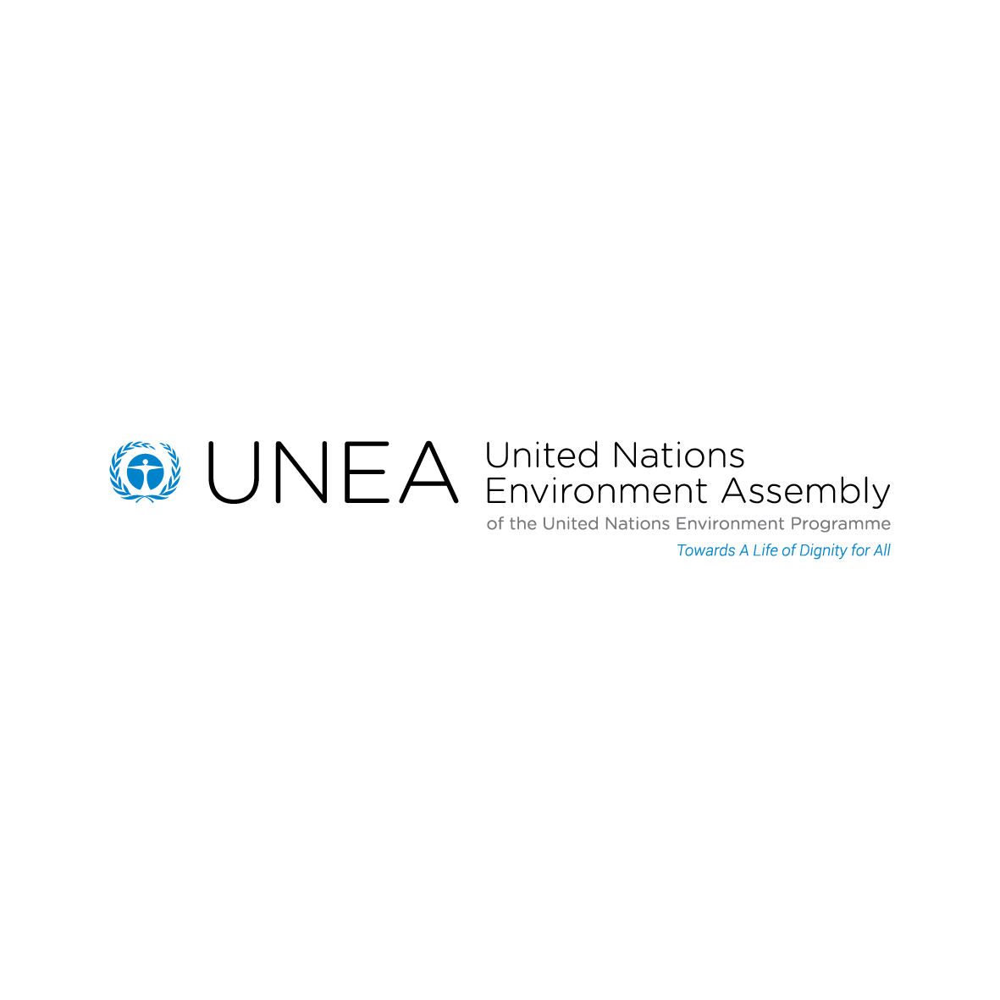 UNEA
United Nations
Environment Assembly
of the United Nations Environment Programme
Towards A Life of Dignity for All